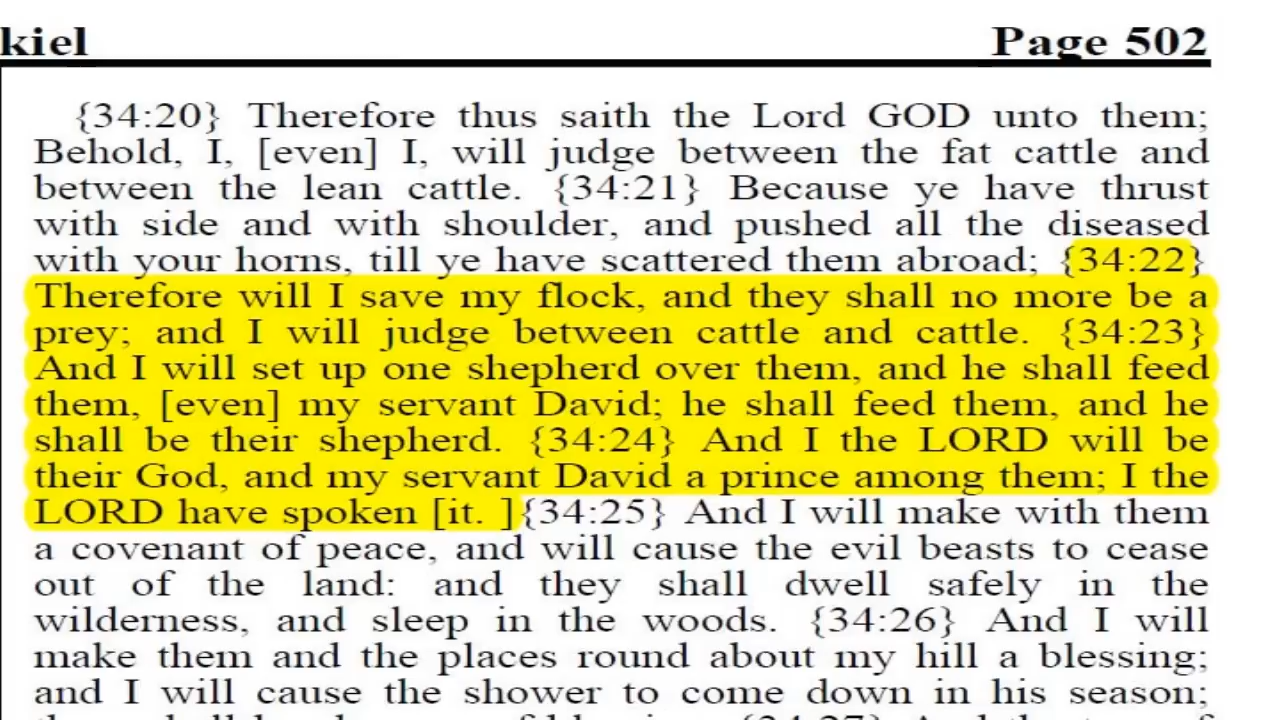 kiel Page 502
{34:20} Therefore thus saith the Lord GOD unto them;
Behold, I, [even] I, will judge between the fat cattle and
between the lean cattle. {34:21} Because ye have thrust
with side and with shoulder, and pushed all the diseased
with your horns, till ye have scattered them abroad; {34:22}
Therefore will I save my flock, and they shall no more be a
prey; and I will judge between cattle and cattle. {34:23}
And I will set up one shepherd over them, and he shall feed
them, [even] my servant David; he shall feed them, and he
shall be their shepherd. {34:24} And I the LORD will be
their God, and my servant David a prince among them; I the
LORD have spoken [it. ]{34:25} And I will make with them
a covenant of peace, and will cause the evil beasts to cease
out of the land: and they shall dwell safely in the
wilderness, and sleep in the woods. {34:26} And I will
make them and the places round about my hill a blessing;
and I will cause the shower to come down in his season;